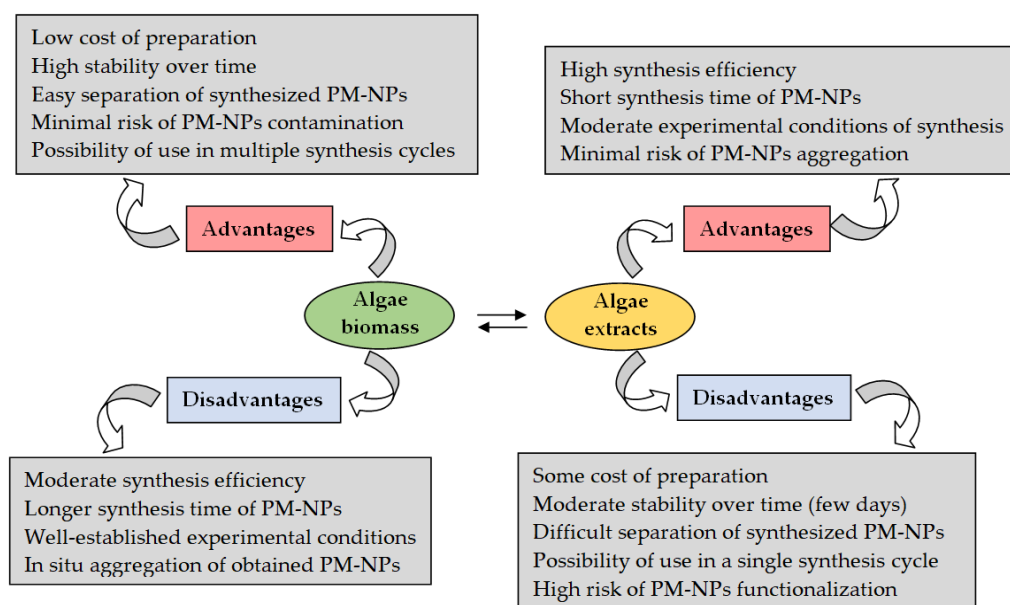 Low cost of preparation
High stability over time
Easy separation of synthesized PM-NPs
Minimal risk of PM-NPs contamination
Possibility of use in multiple synthesis cycles
High synthesis efficiency
Short synthesis time of PM-NPs
Moderate experimental conditions of synthesis
Minimal risk of PM-NPs aggregation
Advantages
Advantages
Algae
biomass
Algae
extracts
Disadvantages
Disadvantages
Moderate synthesis efficiency
Longer synthesis time of PM-NPs
Well-established experimental conditions
In situ aggregation of obtained PM-NPs
Some cost of preparation
Moderate stability over time (few days)
Difficult separation of synthesized PM-NPs
Possibility of use in a single synthesis cycle
High risk of PM-NPs functionalization